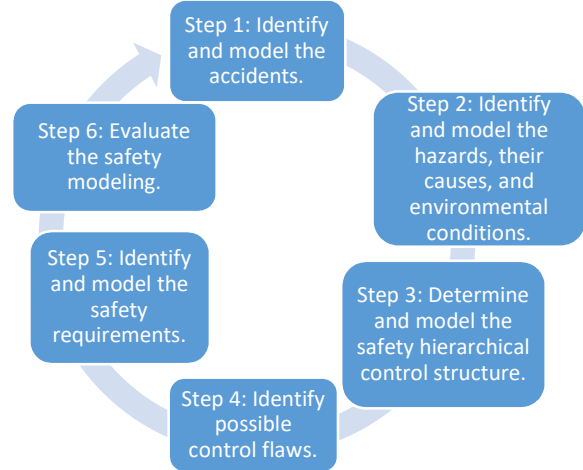 Step 1: Identify
and model the
accidents.
Step 2: Identify
and model the
hazards, their
causes, and
environmental
conditions.
Step 3: Determine
and model the
safety hierarchical
control structure.
Step 4: Identify
possible
control flaws.
Step 5: Identify
and model the
safety
requirements.
Step 6: Evaluate
the safety
modeling.